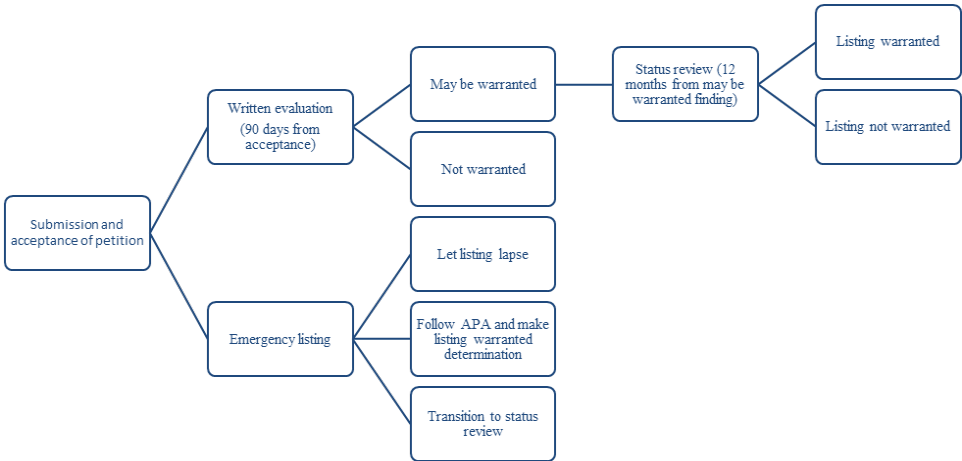 Submission and
acceptance of petition
Written evaluation
(90 days from
acceptance)
May be warranted
Status review (12
months from may be
warranted finding)
Listing warranted
Listing not warranted
Not warranted
Emergency listing
Let listing lapse
Follow APA and make
listing warranted
determination
Transition to status
review